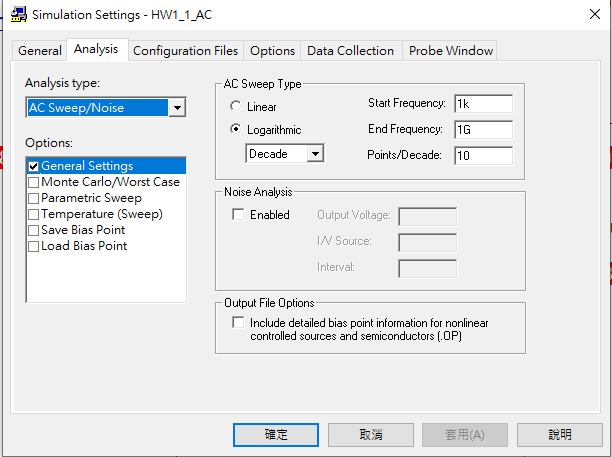 Simulation Settings - HW1_1_AC
General
Analysis
Configuration Files
Options
Data Collection
Probe Window
Analysis type:
AC Sweep/Noise
Options:
General Settings
Monte Carlo/Worst Case
Parametric Sweep
Temperature (Sweep)
Save Bias Point
Load Bias Point
AC Sweep Type
Linear
Logarithmic
Decade
Start Frequency: 1k
End Frequency: 1G
Points/Decade: 10
Noise Analysis
Enabled
Output Voltage:
I/V Source:
Interval:
Output File Options
Include detailed bias point information for nonlinear
controlled sources and semiconductors (.OP)
確定
取消
套用(A)
說明